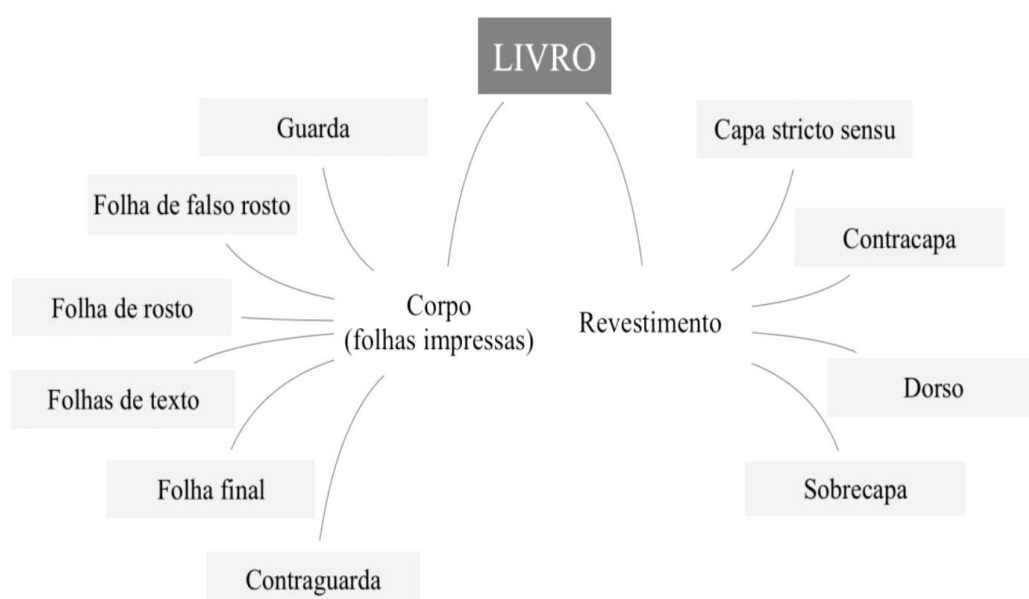 LIVRO
Guarda
Folha de falso rosto
Folha de rosto
Folhas de texto
Folha final
Contraguarda
Corpo
(folhas impressas)
Revestimento
Capa stricto sensu
Contracapa
Dorso
Sobrecapa